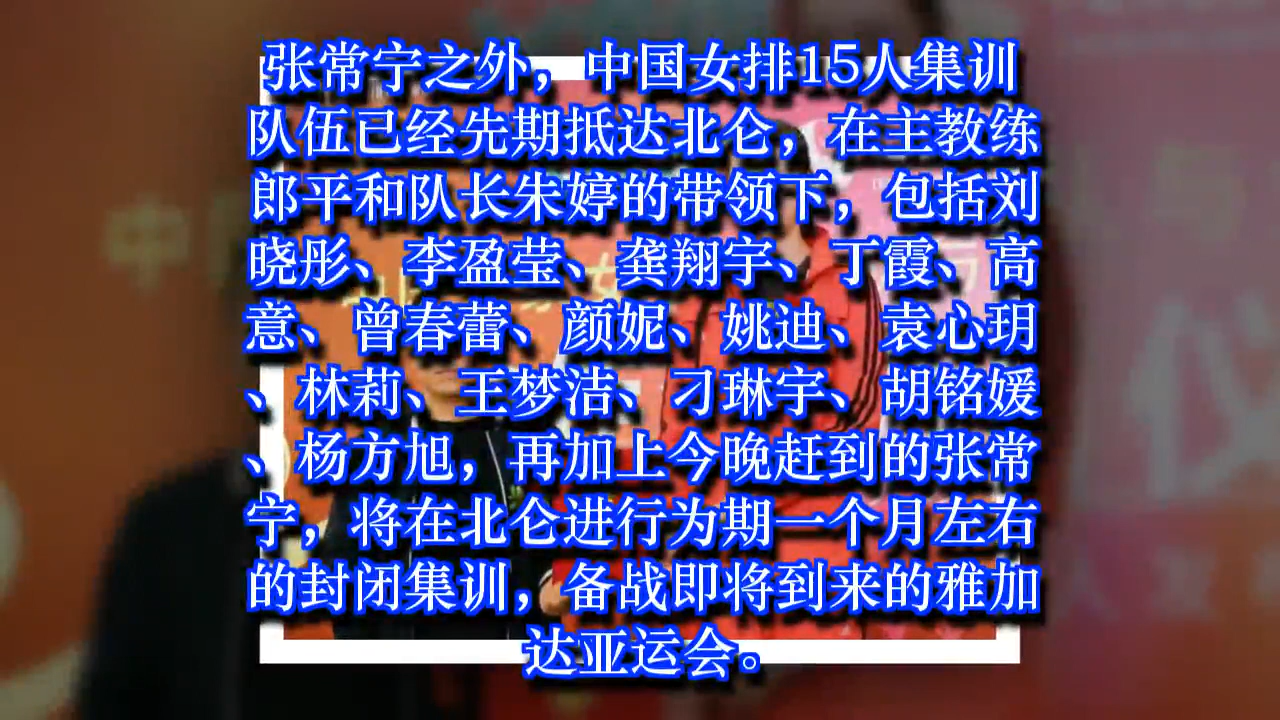 张常宁之外，中国女排15人集训
队伍已经先期抵达北仑，在主教练
郎平和队长朱婷的带领下，包括刘
晓彤、李盈莹、龚翔宇、丁霞、高
意、曾春蕾、颜妮、姚迪、袁心玥
、林莉、王梦洁、刁琳宇、胡铭媛
、杨方旭，再加上今晚赶到的张常
宁，将在北仑进行为期一个月左右
的封闭集训，备战即将到来的雅加
达亚运会。